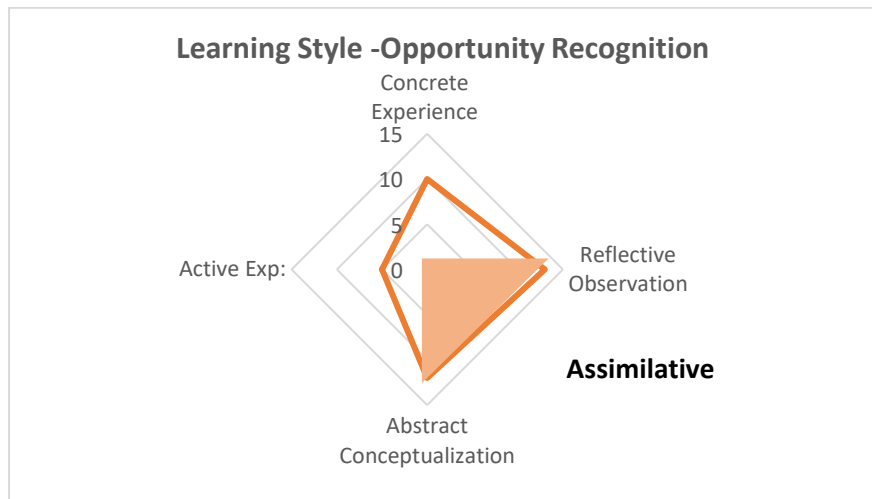 Learning Style -Opportunity Recognition
Concrete
Experience
15
10
5
0
Active Exp:
Reflective
Observation
Assimilative
Abstract
Conceptualization